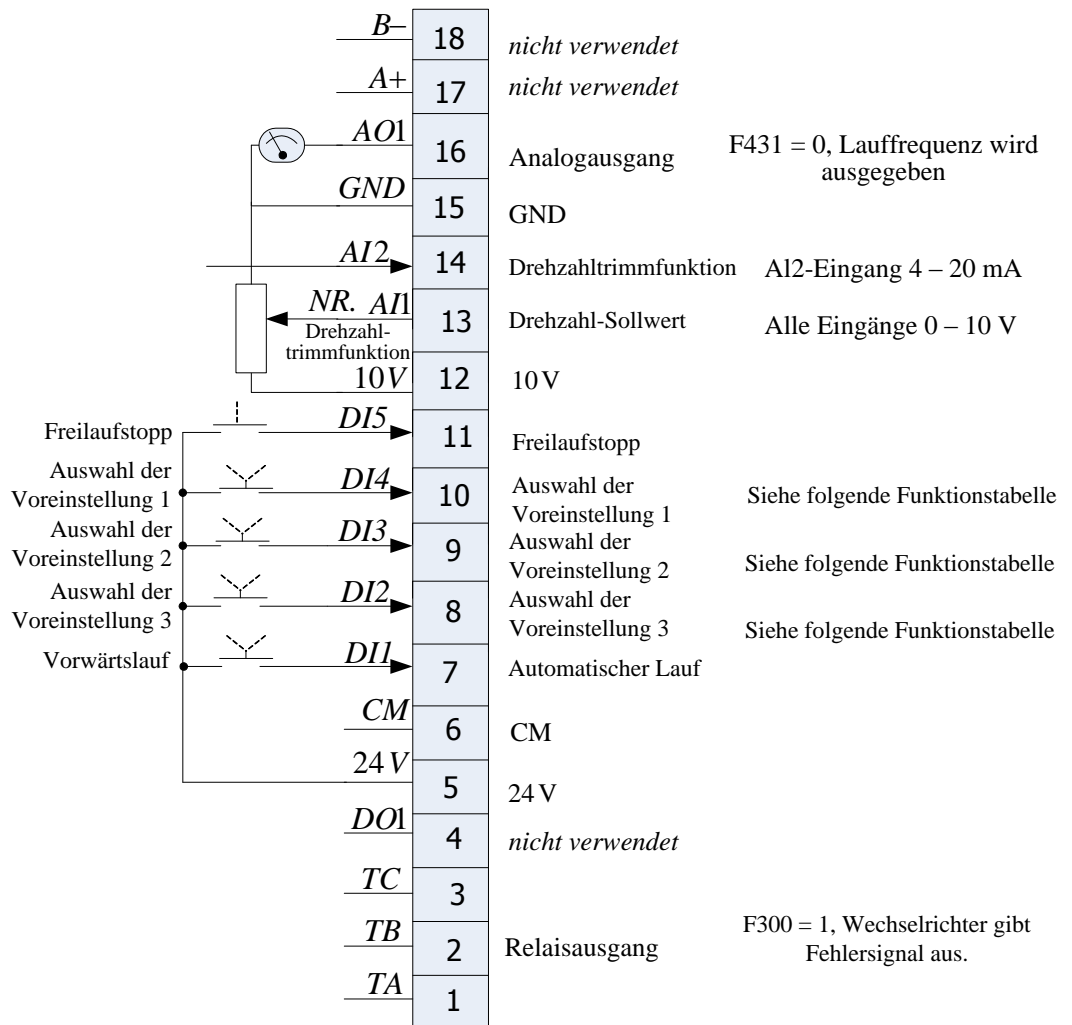 B–
18
nicht verwendet
A+
17
nicht verwendet
AO1
16
Analogausgang
F431 = 0, Lauffrequenz wird
ausgegeben
GND
15
GND
AI2
14
Drehzahltrimmfunktion
Al2-Eingang 4 – 20 mA
NR. AI1
Drehzahl-
trimmfunktion
13
Drehzahl-Sollwert
Alle Eingänge 0 – 10 V
10V
12
10 V
Freilaufstopp
DI5
11
Freilaufstopp
Auswahl der
Voreinstellung 1
DI4
10
Auswahl der
Voreinstellung 1
Siehe folgende Funktionstabelle
Auswahl der
Voreinstellung 2
DI3
9
Auswahl der
Voreinstellung 2
Siehe folgende Funktionstabelle
Auswahl der
Voreinstellung 3
DI2
8
Auswahl der
Voreinstellung 3
Siehe folgende Funktionstabelle
Vorwärtslauf
DI1
7
Automatischer Lauf
CM
6
CM
24V
5
24 V
DO1
4
nicht verwendet
TC
3
TB
2
Relaisausgang
F300 = 1, Wechselrichter gibt
Fehlersignal aus.
TA
1